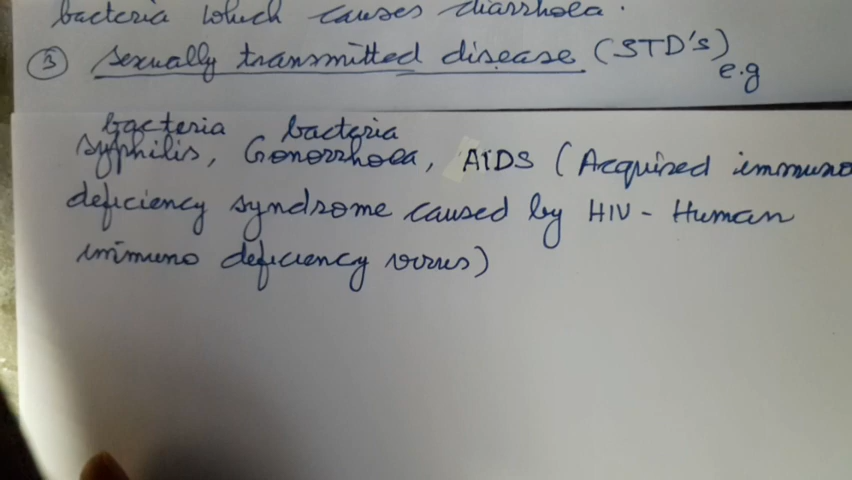 bacteria which causes diarrhoea.
③ Sexually transmitted disease (STD's)
e.g
bacteria bacteria
Syphilis, Gonorrhoea, AIDS (Acquired immuno
deficiency syndrome caused by HIV - Human
immuno deficiency virus)